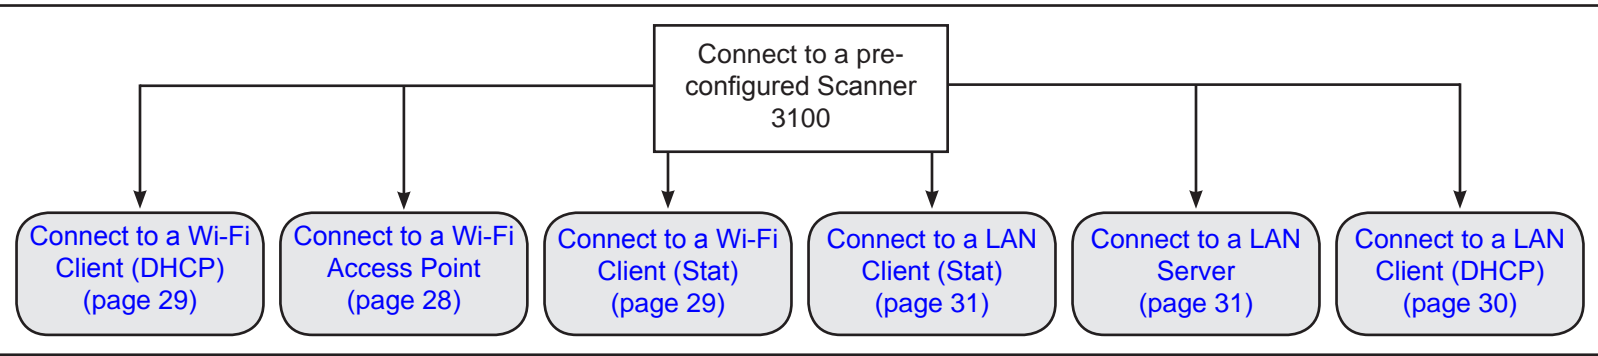 Connect to a pre-
configured Scanner
3100
Connect to a Wi-Fi
Client (DHCP)
(page 29)
Connect to a Wi-Fi
Access Point
(page 28)
Connect to a Wi-Fi
Client (Stat)
(page 29)
Connect to a LAN
Client (Stat)
(page 31)
Connect to a LAN
Server
(page 31)
Connect to a LAN
Client (DHCP)
(page 30)